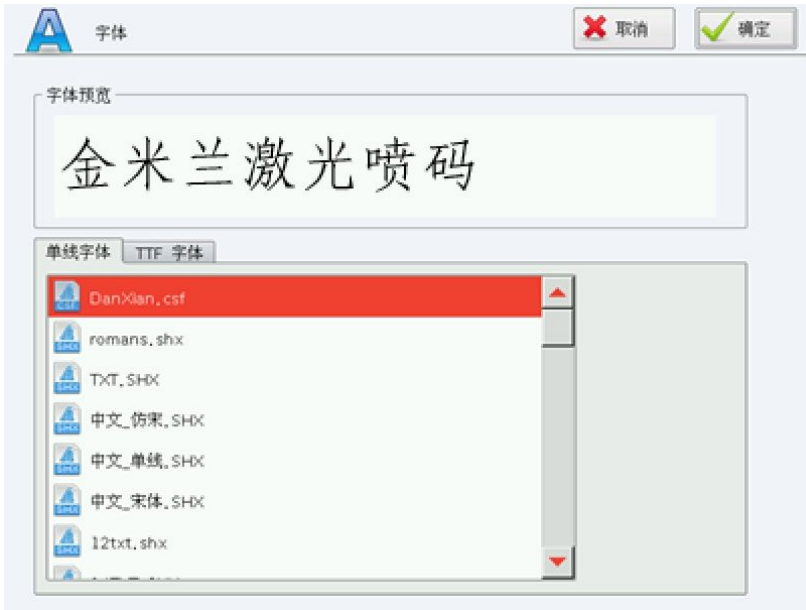 字体
取消
确定
字体预览
金米兰激光喷码
单线字体
TTF 字体
DanXian.csf
romans.shx
TXT.SHX
中文_仿宋.SHX
中文_单线.SHX
中文_宋体.SHX
12txt.shx